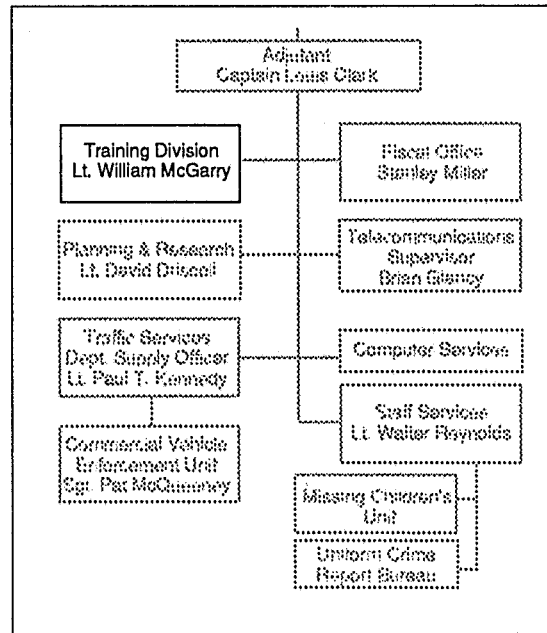 Adjutant
Captain Louis Clark
Training Division
Lt. William McGarry
Fiscal Office
Stanley Miller
Planning & Research
Lt. David Driscoll
Telecommunications
Supervisor
Brian Glancy
Traffic Services
Dept. Supply Officer
Lt. Paul T. Kennedy
Computer Services
Commercial Vehicle
Enforcement Unit
Sgt. Pat McQueeney
Staff Services
Lt. Walter Reynolds
Missing Children's
Unit
Uniform Crime
Report Bureau